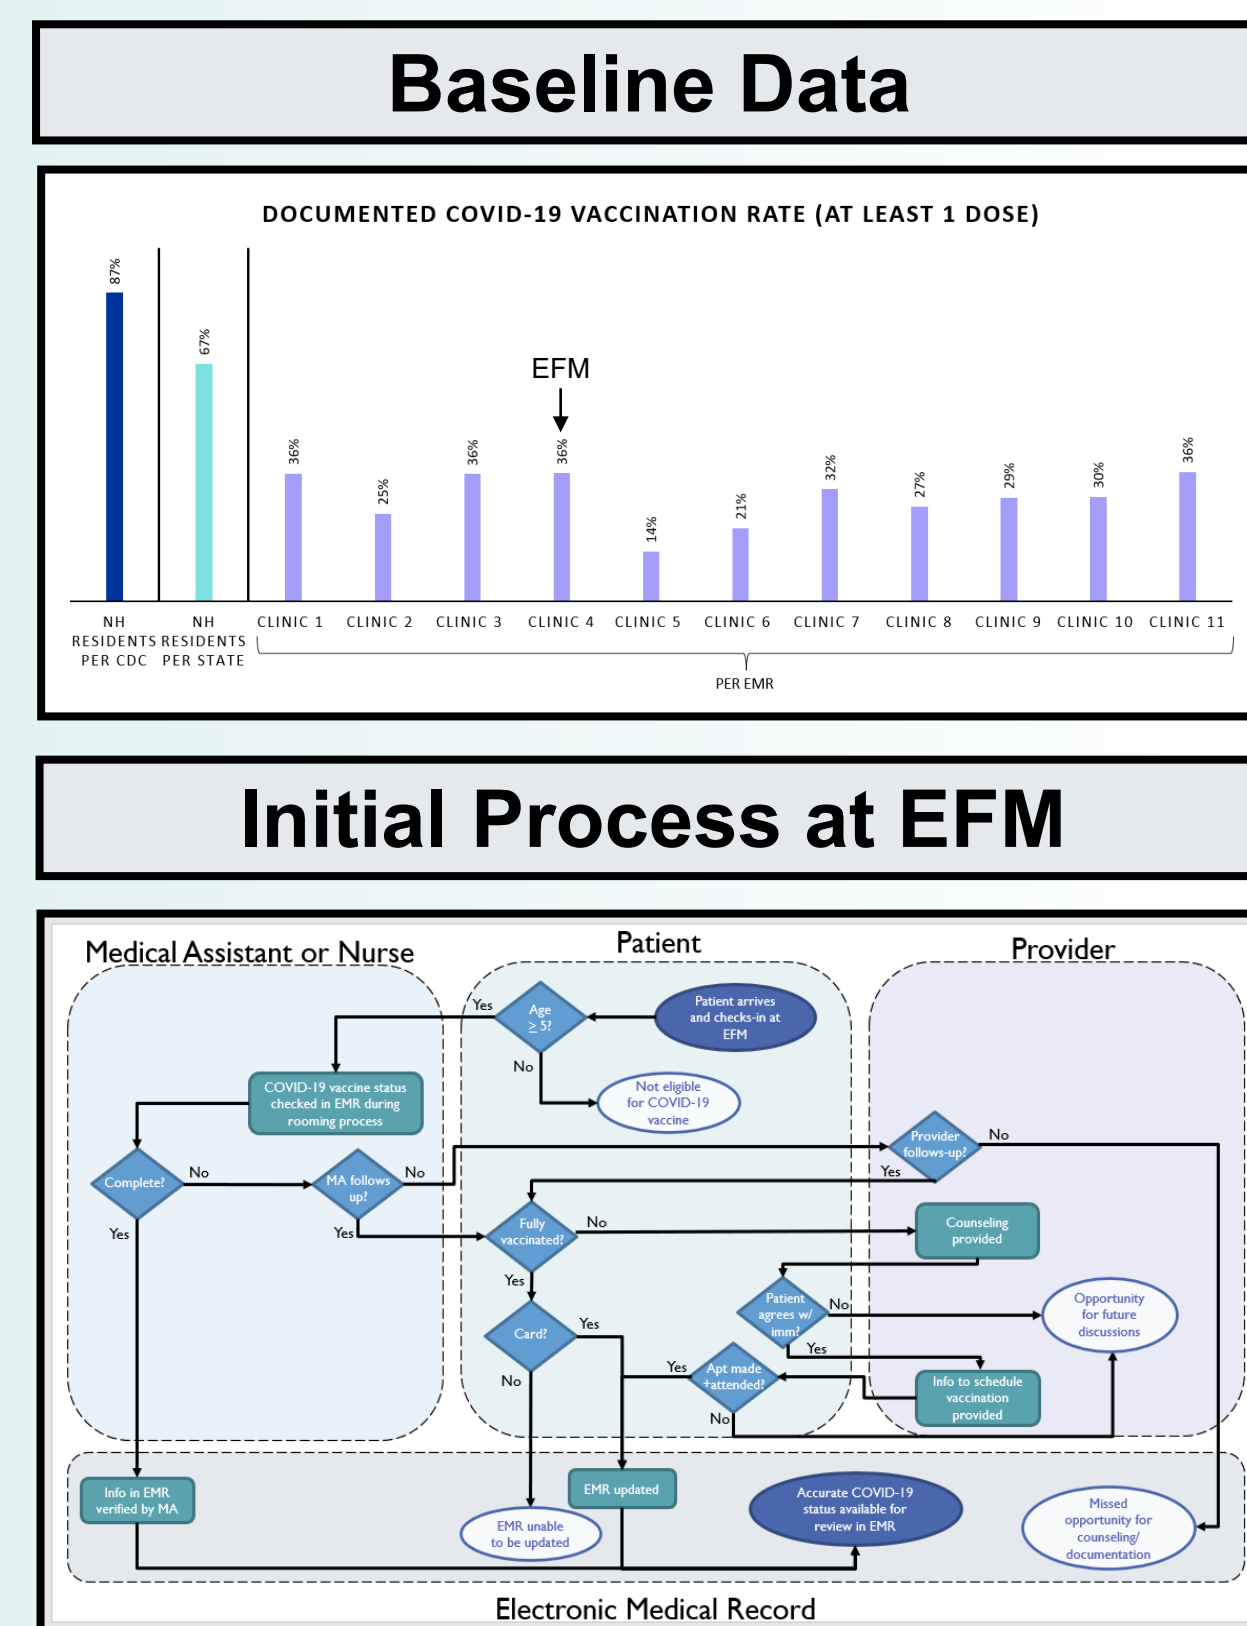 Baseline Data
DOCUMENTED COVID-19 VACCINATION RATE (AT LEAST 1 DOSE)
87%
67%
EFM
36%
25%
36%
36%
14%
21%
32%
27%
29%
30%
36%
NH
RESIDENTS
PER CDC
NH
RESIDENTS
PER STATE
CLINIC 1
CLINIC 2
CLINIC 3
CLINIC 4
CLINIC 5
CLINIC 6
CLINIC 7
CLINIC 8
CLINIC 9
CLINIC 10
CLINIC 11
PER EMR
Initial Process at EFM
Medical Assistant or Nurse
Patient
Provider
Patient arrives
and checks-in at
EFM
Age
≥ 5?
Yes
No
Not eligible
for COVID-19
vaccine
COVID-19 vaccine status
checked in EMR during
rooming process
Complete?
No
Yes
MA follows
up?
No
Yes
Provider
follows-up?
No
Yes
Fully
vaccinated?
No
Yes
Counseling
provided
Patient
agrees w/
imm?
No
Yes
Opportunity
for future
discussions
Card?
Yes
No
Apt made
+attended?
Yes
No
Info to schedule
vaccination
provided
Info in EMR
verified by MA
EMR unable
to be updated
EMR updated
Accurate COVID-19
status available for
review in EMR
Missed
opportunity for
counseling/
documentation
Electronic Medical Record